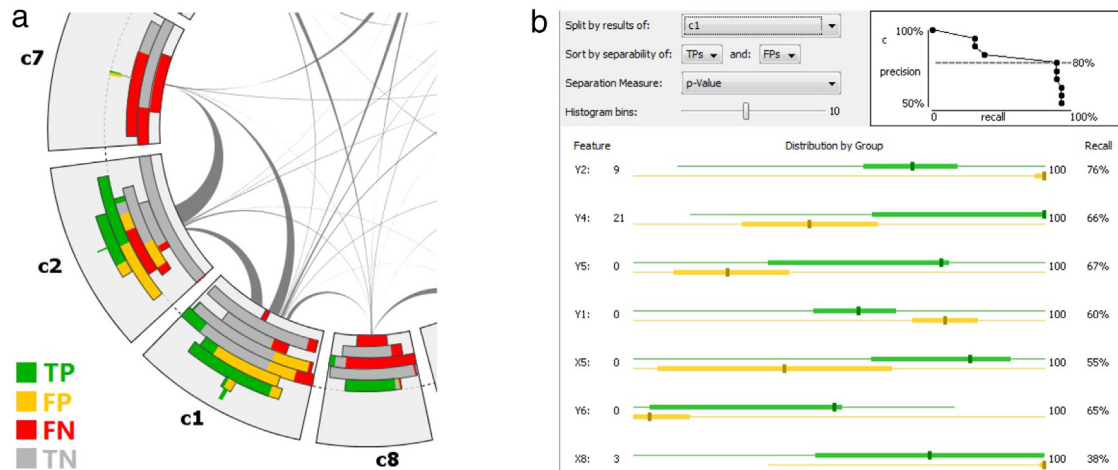 a
c7
c2
c1
c8
TP
FP
FN
TN
b
Split by results of: c1
Sort by separability of: TPs and: FPs
Separation Measure: p-Value
Histogram bins: 10
100%
c
precision
80%
50%
0 recall 100%
Feature Distribution by Group Recall
Y2: 9 100 76%
Y4: 21 100 66%
Y5: 0 100 67%
Y1: 0 100 60%
X5: 0 100 55%
Y6: 0 100 65%
X8: 3 100 38%